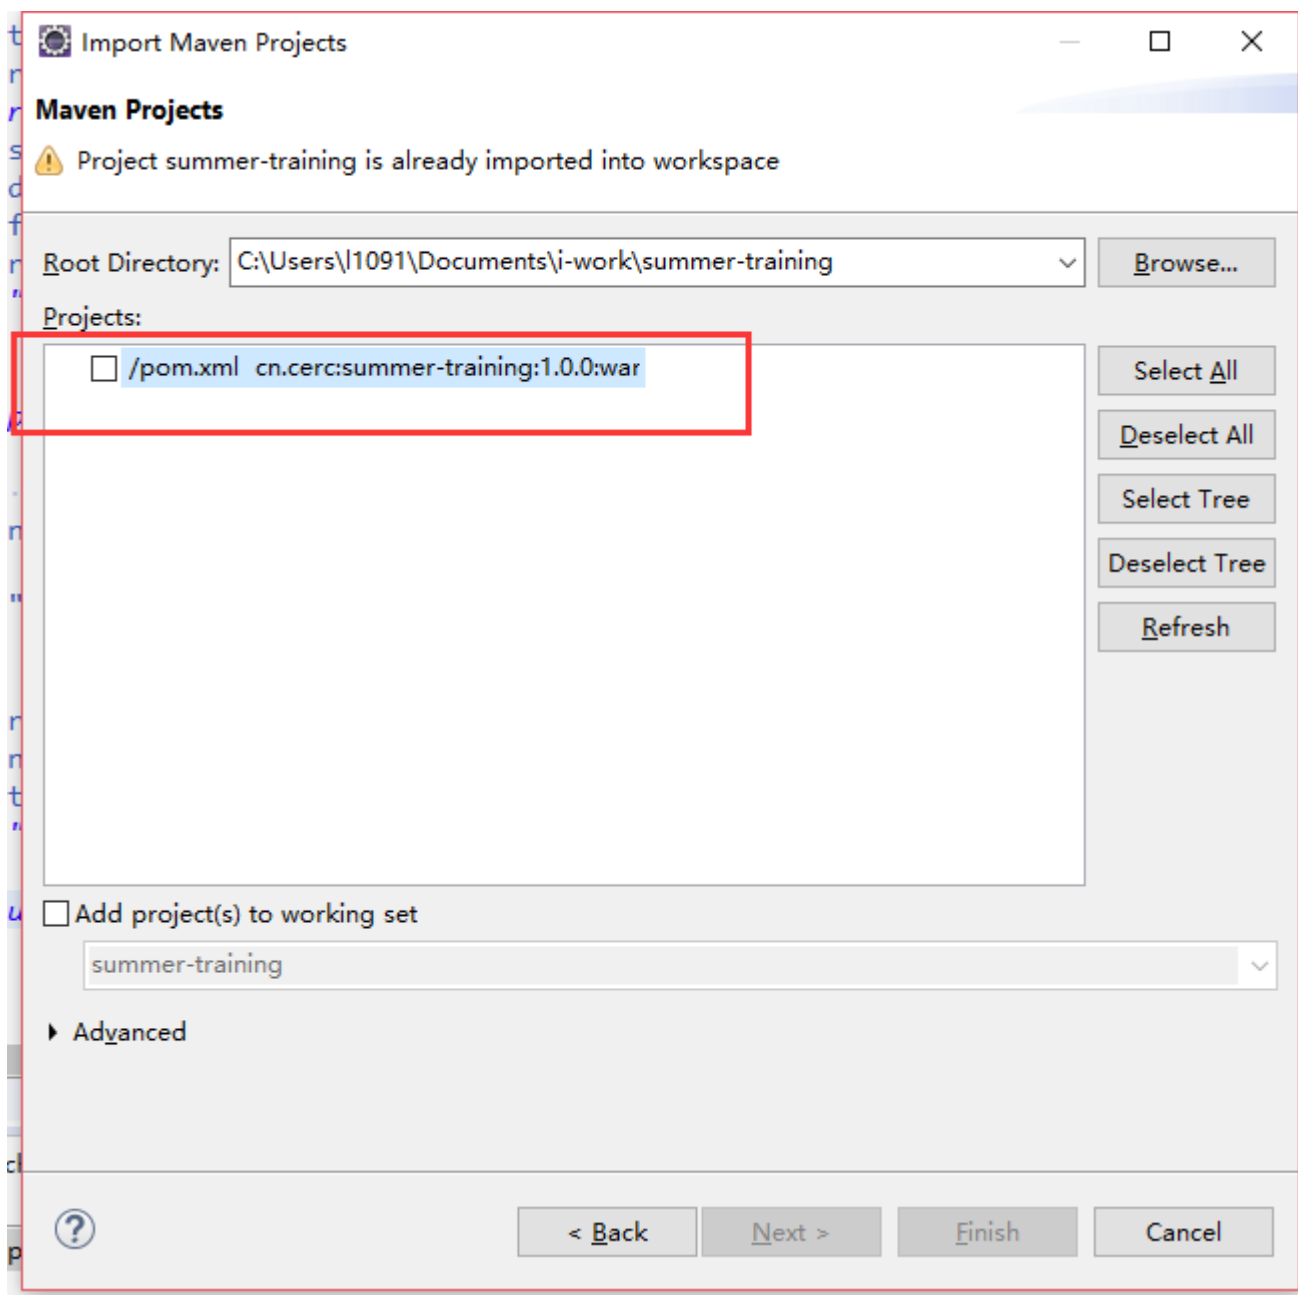 Import Maven Projects
Maven Projects
Project summer-training is already imported into workspace
Root Directory: C:\Users\l1091\Documents\i-work\summer-training Browse...
Projects:
/pom.xml cn.cerc:summer-training:1.0.0:war
Select All
Deselect All
Select Tree
Deselect Tree
Refresh
Add project(s) to working set
summer-training
Advanced
< Back Next > Finish Cancel